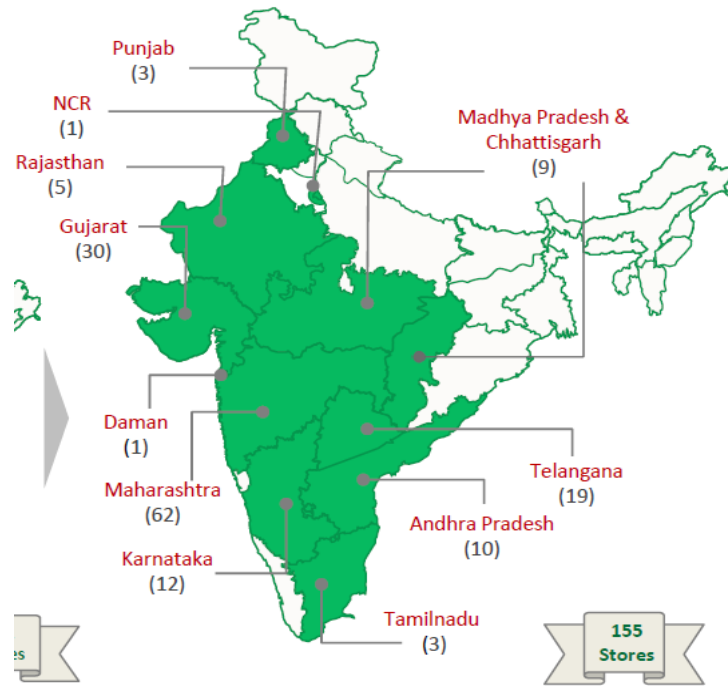 Punjab
(3)
NCR
(1)
Rajasthan
(5)
Gujarat
(30)
Madhya Pradesh &
Chhattisgarh
(9)
Daman
(1)
Maharashtra
(62)
Karnataka
(12)
Telangana
(19)
Andhra Pradesh
(10)
Tamilnadu
(3)
es
155
Stores